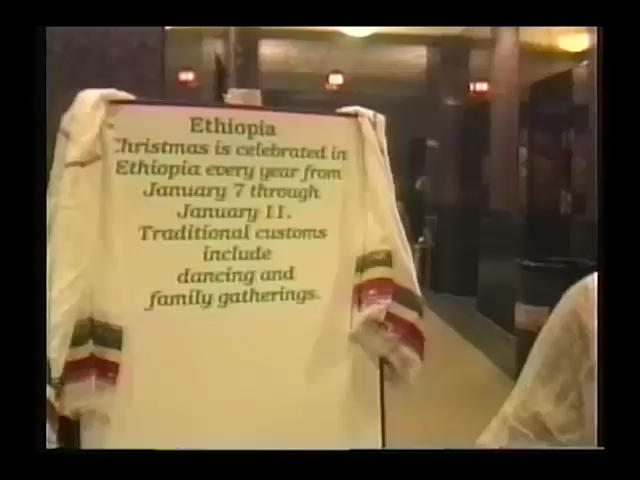 Ethiopia
Christmas is celebrated in
Ethiopia every year from
January 7 through
January 11.
Traditional customs
include
dancing and
family gatherings.